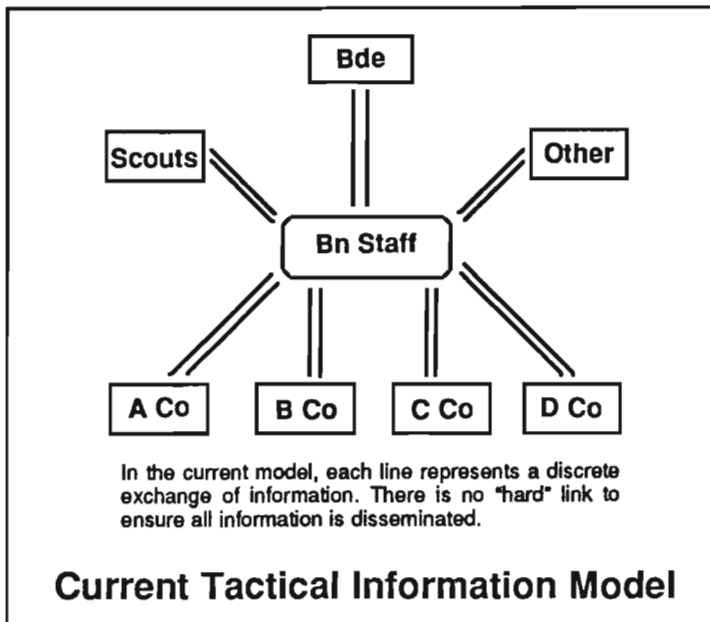 Bde
Scouts
Other
Bn Staff
A Co
B Co
C Co
D Co
In the current model, each line represents a discrete
exchange of information. There is no "hard" link to
ensure all information is disseminated.
Current Tactical Information Model